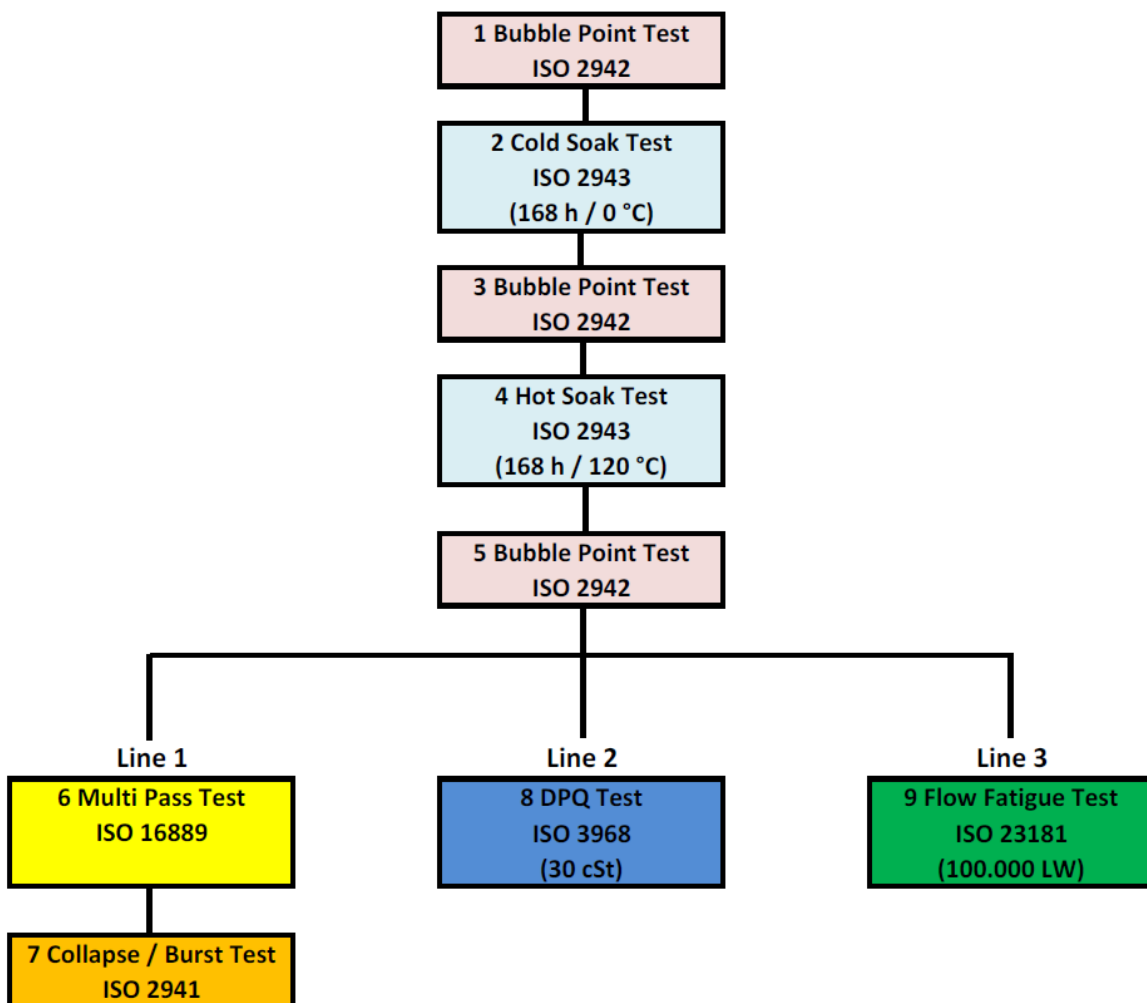 1 Bubble Point Test
ISO 2942
2 Cold Soak Test
ISO 2943
(168 h / 0 °C)
3 Bubble Point Test
ISO 2942
4 Hot Soak Test
ISO 2943
(168 h / 120 °C)
5 Bubble Point Test
ISO 2942
Line 1
6 Multi Pass Test
ISO 16889
7 Collapse / Burst Test
ISO 2941
Line 2
8 DPQ Test
ISO 3968
(30 cSt)
Line 3
9 Flow Fatigue Test
ISO 23181
(100.000 LW)